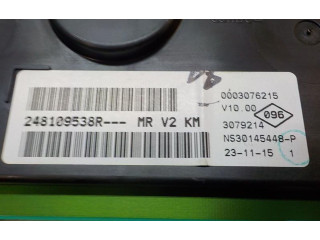 0003076215
V10.00
096
248109538R--- MR V2 KM
3079214
NS30145448-P
23-11-15 1